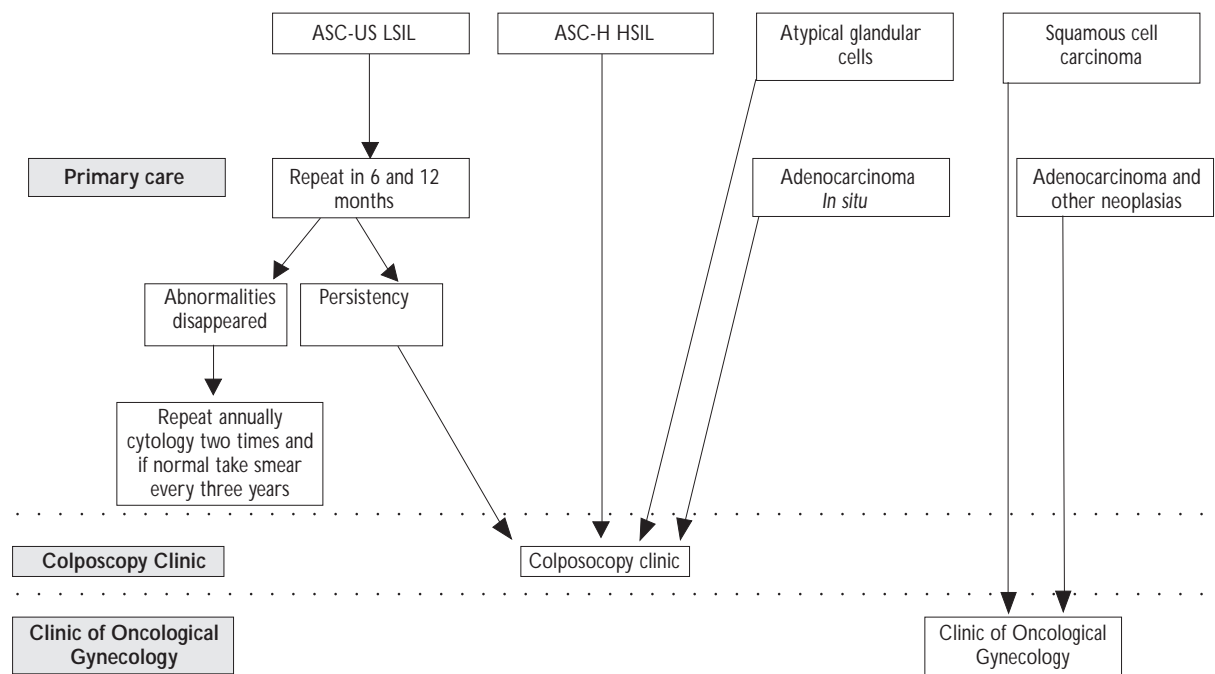 ASC-US LSIL
ASC-H HSIL
Atypical glandular
cells
Squamous cell
carcinoma
Primary care
Repeat in 6 and 12
months
Adenocarcinoma
In situ
Adenocarcinoma and
other neoplasias
Abnormalities
disappeared
Persistency
Repeat annually
cytology two times and
if normal take smear
every three years
Colposcopy Clinic
Colposocopy clinic
Clinic of Oncological
Gynecology
Clinic of Oncological
Gynecology